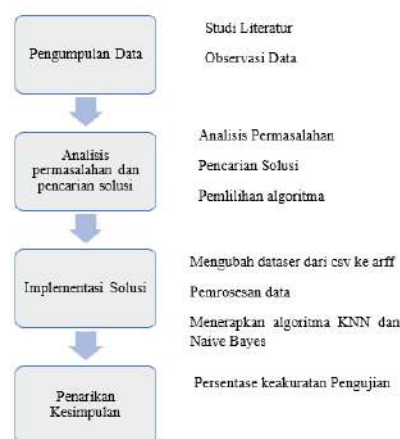 Pengumpulan Data
Studi Literatur
Observasi Data
Analisis
permasalahan dan
pencarian solusi
Analisis Permasalahan
Pencarian Solusi
Pemlilihan algoritma
Implementasi Solusi
Mengubah dataser dari csv ke arff
Pemrosesan data
Menerapkan algoritma KNN dan
Naive Bayes
Penarikan
Kesimpulan
Persentase keakuratan Pengujian